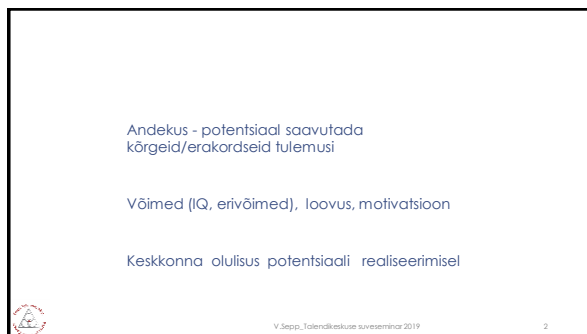 Andekus - potentsiaal saavutada
kõrgeid/erakordseid tulemusi
Võimed (IQ, erivõimed), loovus, motivatsioon
Keskkonna olulisus potentsiaali realiseerimisel
V.Sepp_Talendikeskuse suveseminar 2019
2